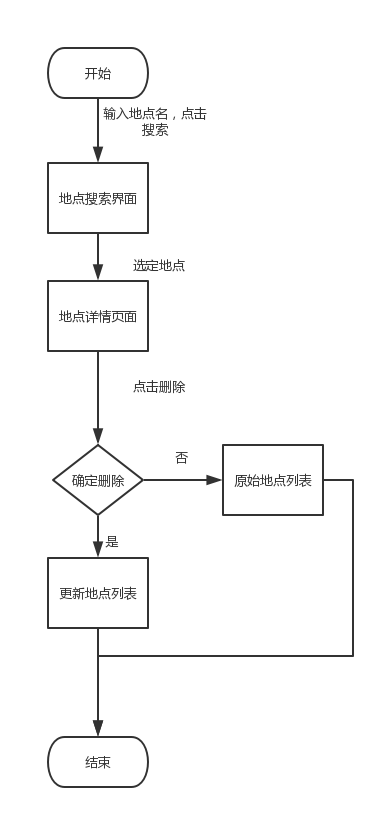 开始
输入地点名，点击
搜索
地点搜索界面
选定地点
地点详情页面
点击删除
确定删除
否
原始地点列表
是
更新地点列表
结束